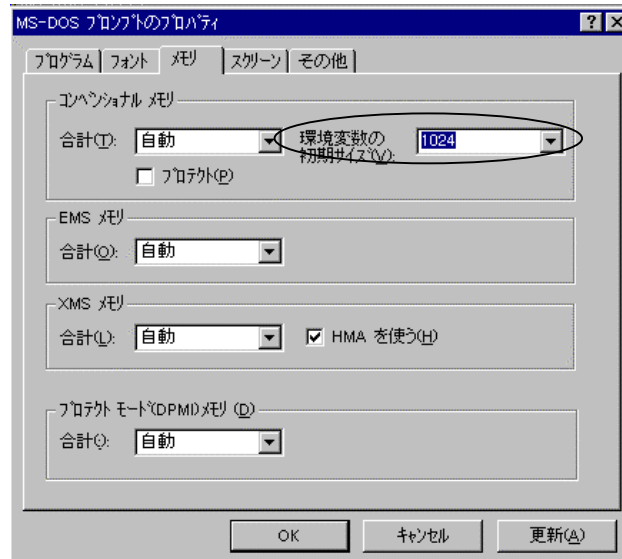 MS-DOS ﾌﾟﾛﾝﾌﾟﾄのﾌﾟﾛﾊﾟﾃｨ
ﾌﾟﾛｸﾞﾗﾑ ﾌｫﾝﾄ ﾒﾓﾘ ｽｸﾘｰﾝ その他
ｺﾝﾍﾞﾝｼｮﾅﾙ ﾒﾓﾘ
合計(T): 自動 環境変数の 1024
初期ｻｲｽﾞ(V):
ﾌﾟﾛﾃｸﾄ(P)
EMS ﾒﾓﾘ
合計(O): 自動
XMS ﾒﾓﾘ
合計(L): 自動 HMA を使う(H)
ﾌﾟﾛﾃｸﾄ ﾓｰﾄﾞ(DPMI)ﾒﾓﾘ (D)
合計(:): 自動
OK ｷｬﾝｾﾙ 更新(A)